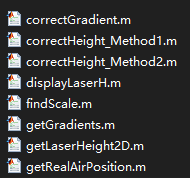 correctGradient.m
correctHeight_Method1.m
correctHeight_Method2.m
displayLaserH.m
findScale.m
getGradients.m
getLaserHeight2D.m
getRealAirPosition.m